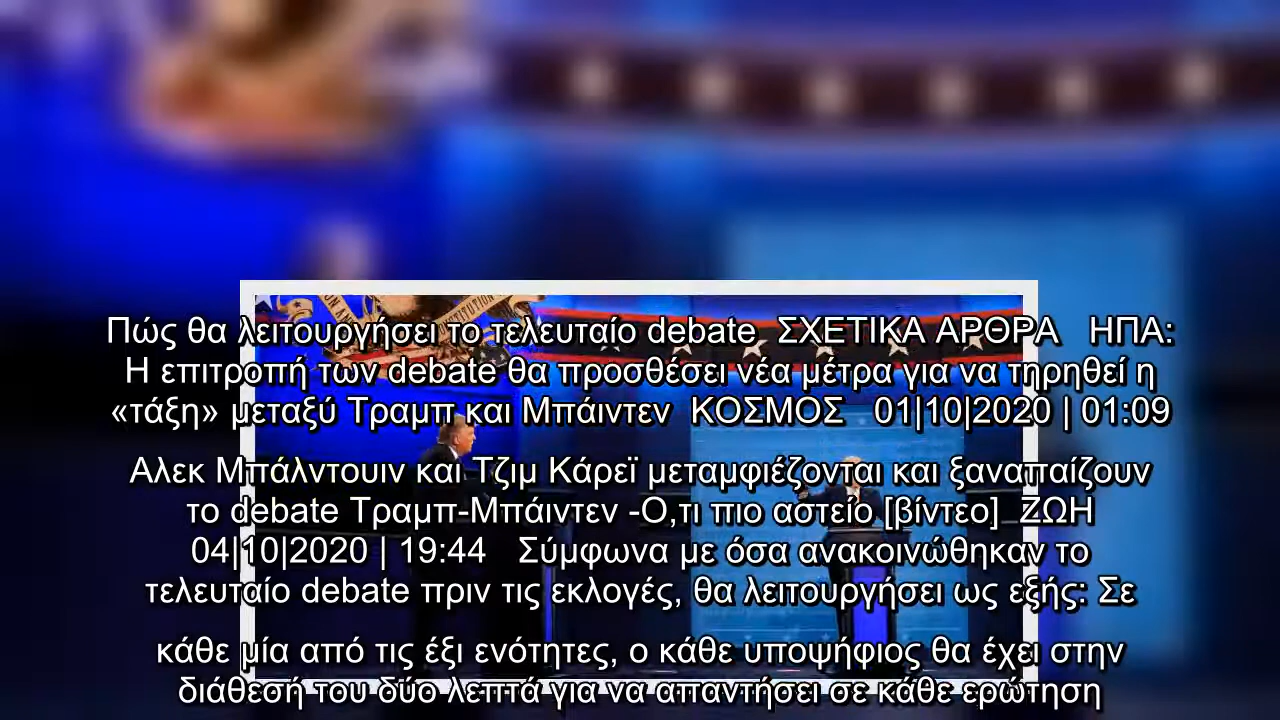 Πώς θα λειτουργήσει το τελευταίο debate ΣΧΕΤΙΚΑ ΑΡΘΡΑ ΗΠΑ:
Η επιτροπή των debate θα προσθέσει νέα μέτρα για να τηρηθεί η
«τάξη» μεταξύ Τραμπ και Μπάιντεν ΚΟΣΜΟΣ 01|10|2020 | 01:09
Αλεκ Μπάλντουιν και Τζιμ Κάρεϊ μεταμφιέζονται και ξαναπαίζουν
το debate Τραμπ-Μπάιντεν -Ο,τι πιο αστείο [βίντεο] ΖΩΗ
04|10|2020 | 19:44 Σύμφωνα με όσα ανακοινώθηκαν το
τελευταίο debate πριν τις εκλογές, θα λειτουργήσει ως εξής: Σε
κάθε μία από τις έξι ενότητες, ο κάθε υποψήφιος θα έχει στην
διάθεσή του δύο λεπτά για να απαντήσει σε κάθε ερώτηση